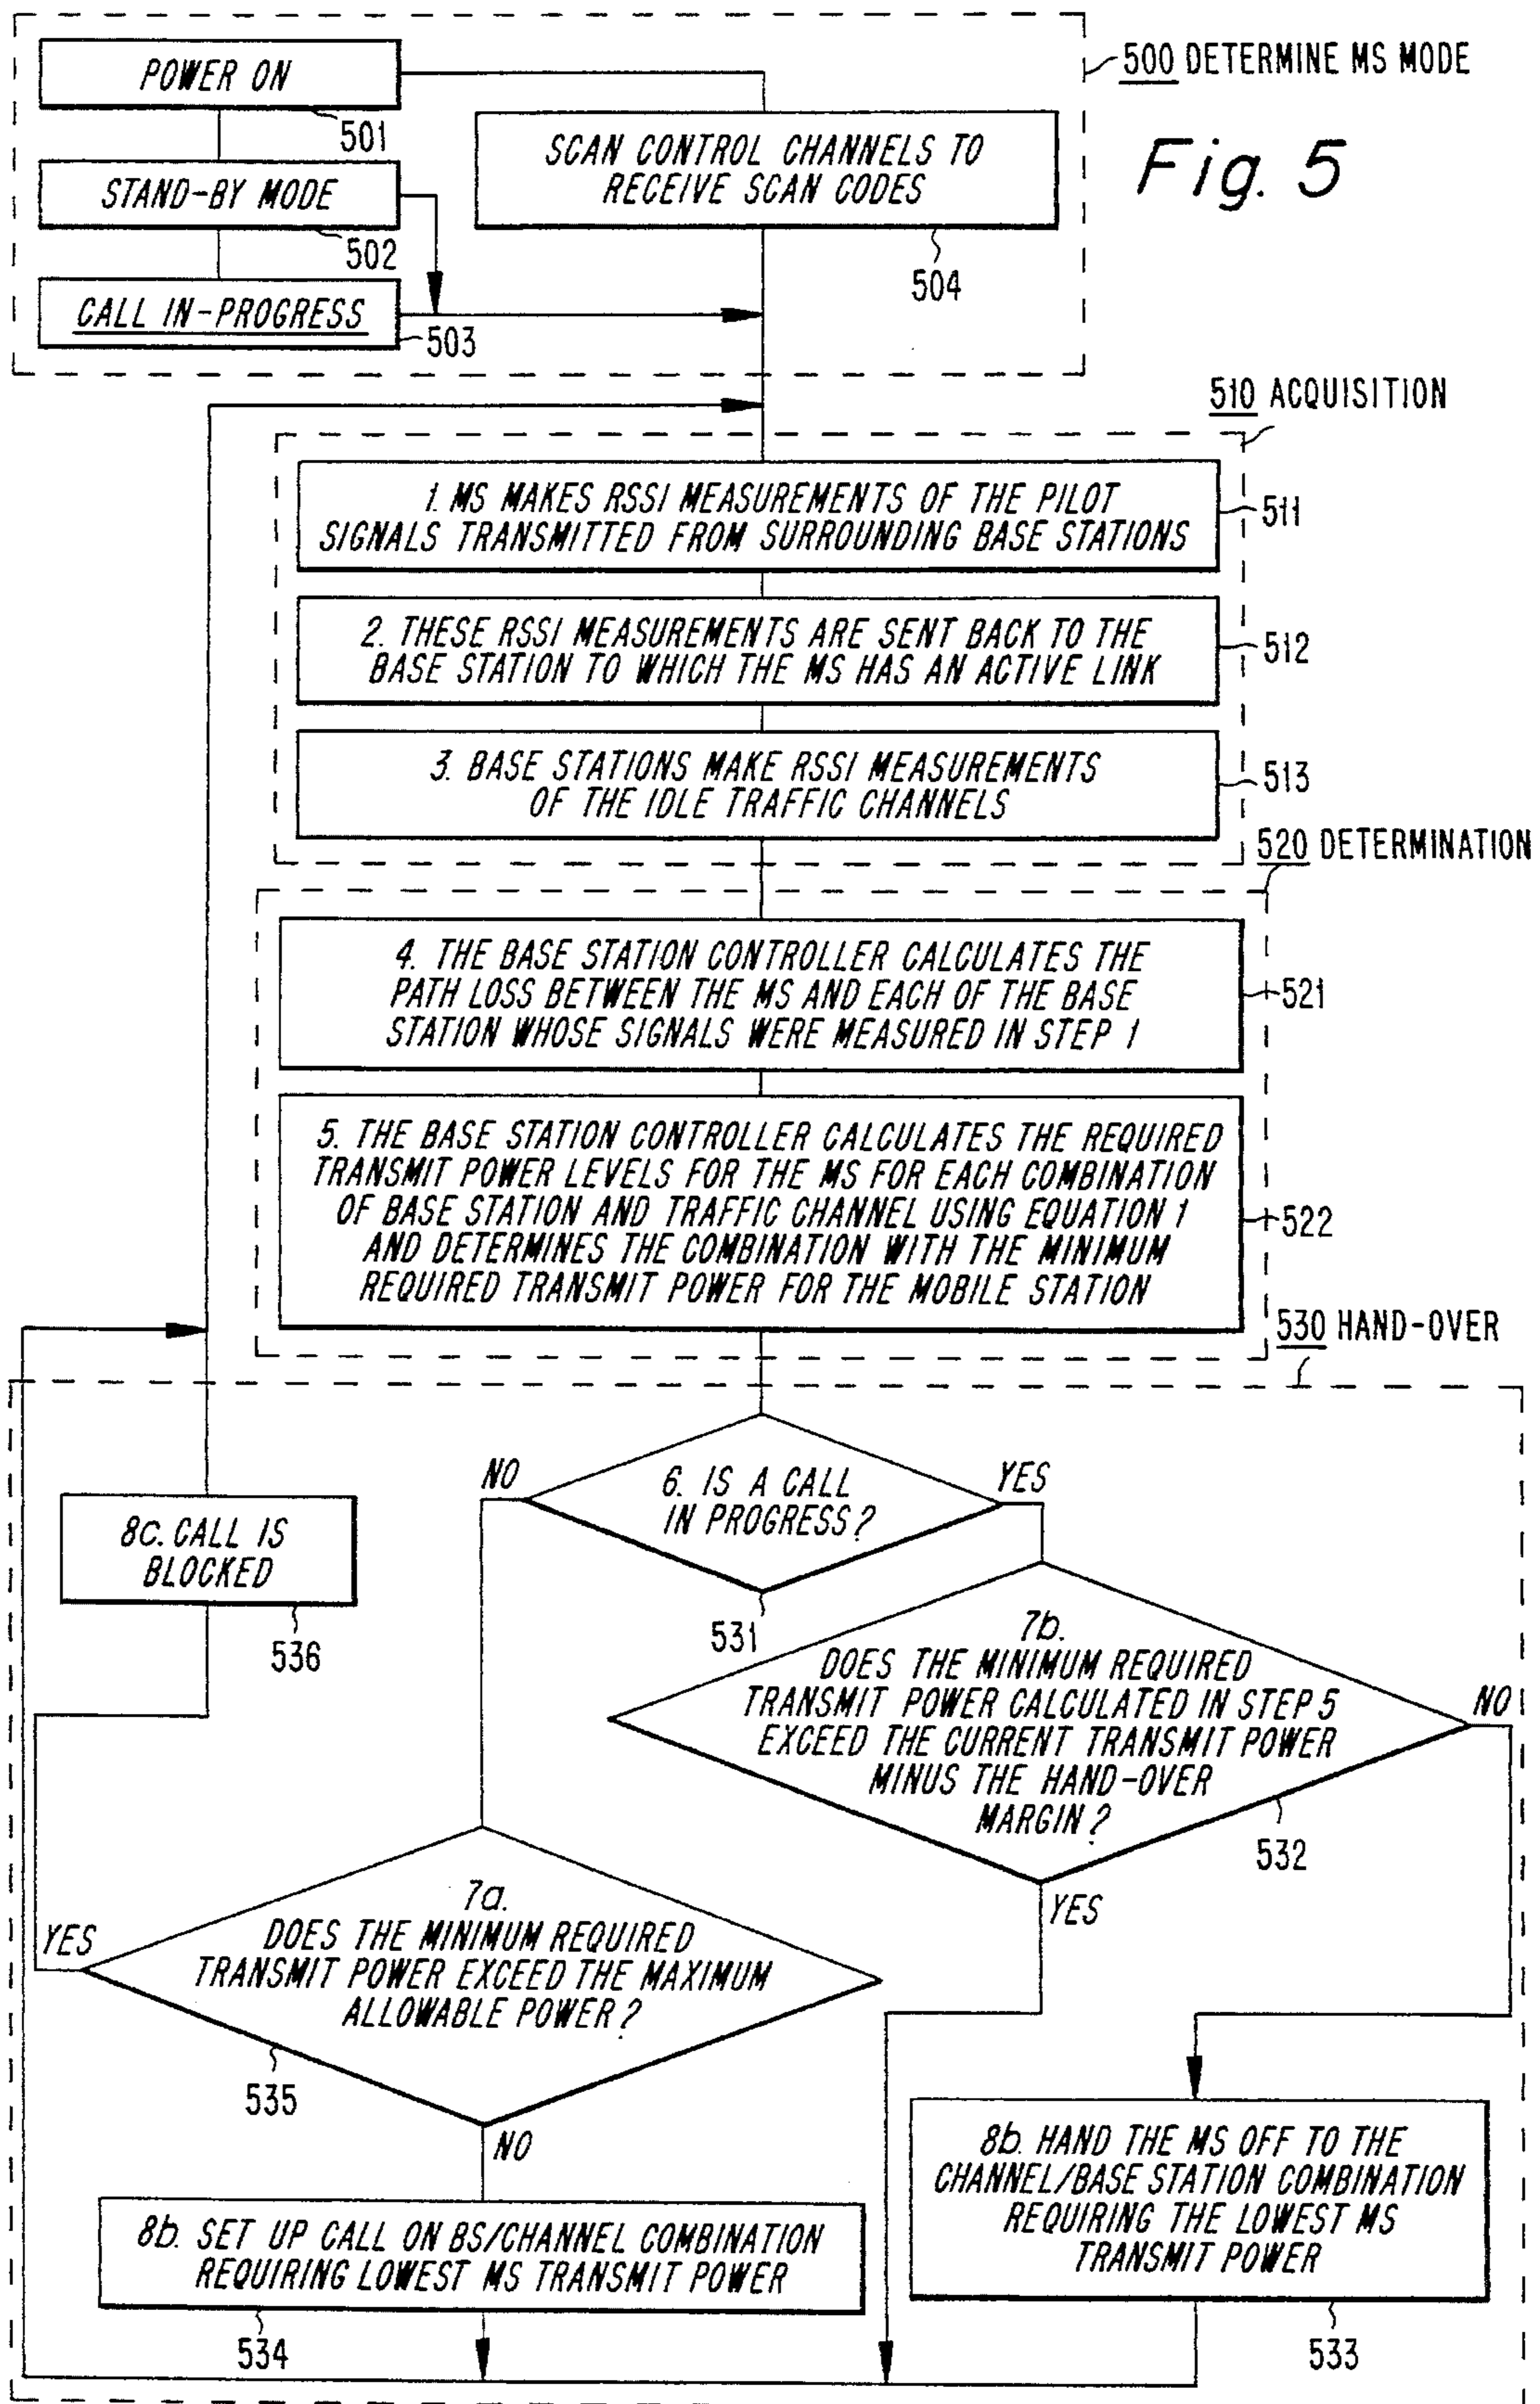 POWER ON
501
STAND-BY MODE
502
CALL IN-PROGRESS
503
SCAN CONTROL CHANNELS TO
RECEIVE SCAN CODES
504
500 DETERMINE MS MODE
Fig. 5
510 ACQUISITION
1. MS MAKES RSSI MEASUREMENTS OF THE PILOT
SIGNALS TRANSMITTED FROM SURROUNDING BASE STATIONS
511
2. THESE RSSI MEASUREMENTS ARE SENT BACK TO THE
BASE STATION TO WHICH THE MS HAS AN ACTIVE LINK
512
3. BASE STATIONS MAKE RSSI MEASUREMENTS
OF THE IDLE TRAFFIC CHANNELS
513
520 DETERMINATION
4. THE BASE STATION CONTROLLER CALCULATES THE
PATH LOSS BETWEEN THE MS AND EACH OF THE BASE
STATION WHOSE SIGNALS WERE MEASURED IN STEP 1
521
5. THE BASE STATION CONTROLLER CALCULATES THE REQUIRED
TRANSMIT POWER LEVELS FOR THE MS FOR EACH COMBINATION
OF BASE STATION AND TRAFFIC CHANNEL USING EQUATION 1
AND DETERMINES THE COMBINATION WITH THE MINIMUM
REQUIRED TRANSMIT POWER FOR THE MOBILE STATION
522
530 HAND-OVER
NO
6. IS A CALL
IN PROGRESS?
YES
531
8c. CALL IS
BLOCKED
536
7b.
DOES THE MINIMUM REQUIRED
TRANSMIT POWER CALCULATED IN STEP 5
EXCEED THE CURRENT TRANSMIT POWER
MINUS THE HAND-OVER
MARGIN?
NO
532
YES
7a.
DOES THE MINIMUM REQUIRED
TRANSMIT POWER EXCEED THE MAXIMUM
ALLOWABLE POWER?
YES
535
NO
8b. SET UP CALL ON BS/CHANNEL COMBINATION
REQUIRING LOWEST MS TRANSMIT POWER
534
8b. HAND THE MS OFF TO THE
CHANNEL/BASE STATION COMBINATION
REQUIRING THE LOWEST MS
TRANSMIT POWER
533